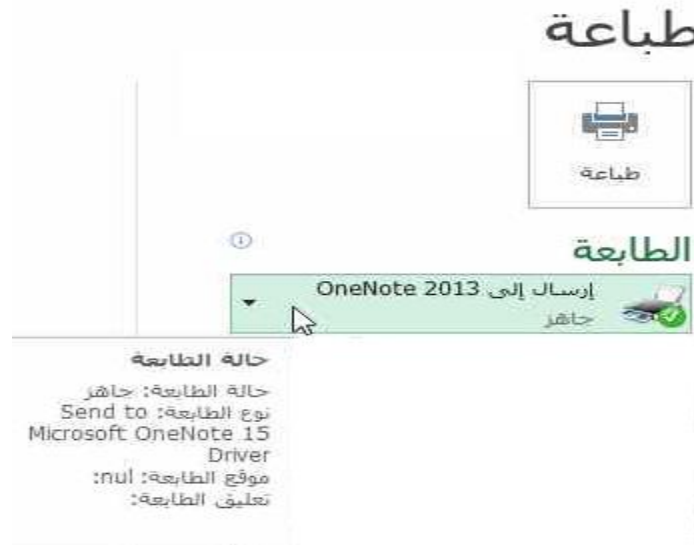 طباعة
طباعة
الطابعة
إرسال إلى OneNote 2013
جاهز
حالة الطابعة
حالة الطابعة: جاهز
نوع الطابعة: Send to
Microsoft OneNote 15
Driver
موقع الطابعة: nul:
تعليق الطابعة: